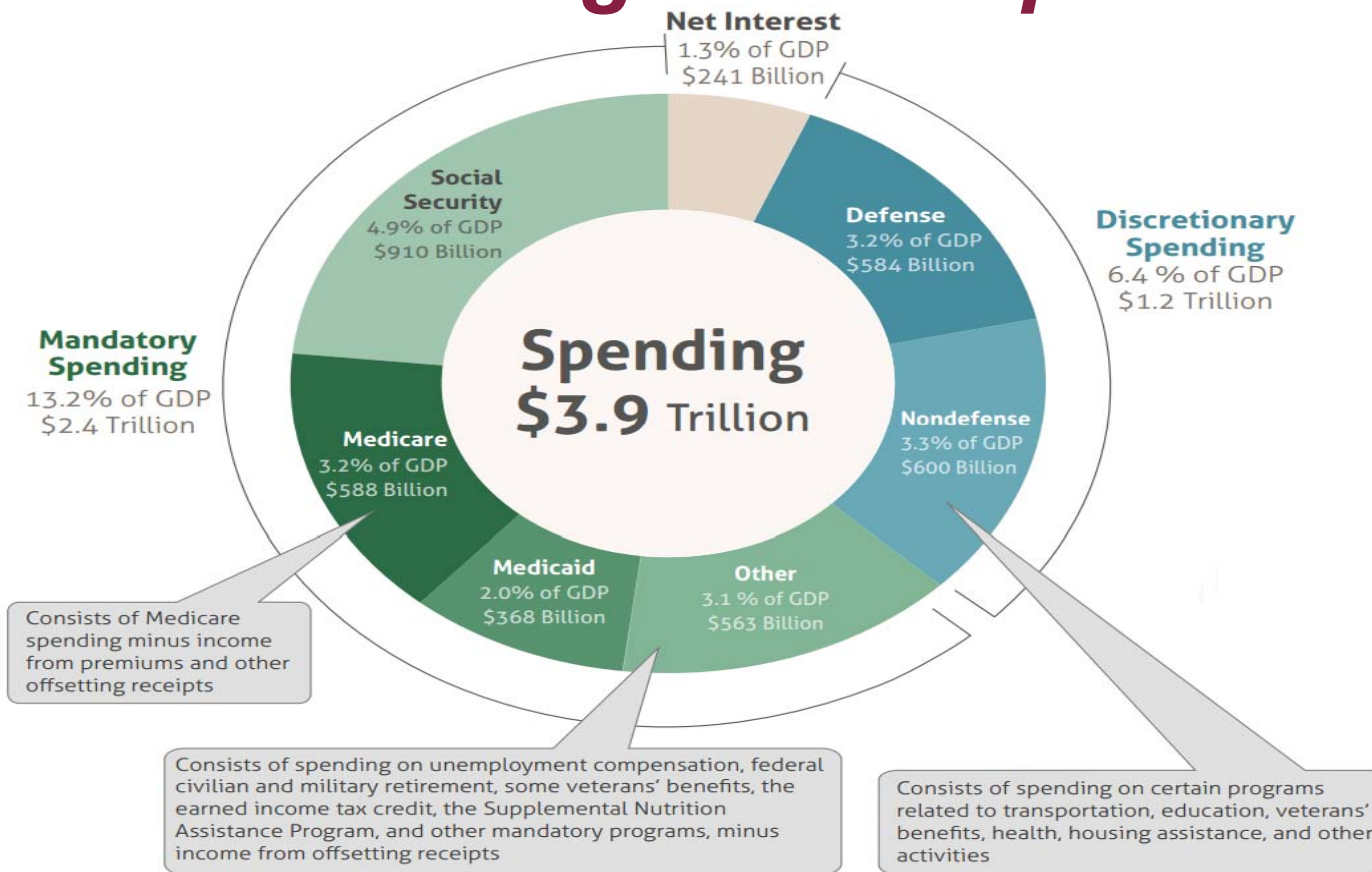 Net Interest
1.3% of GDP
$241 Billion
Social
Security
4.9% of GDP
$910 Billion
Defense
3.2% of GDP
$584 Billion
Discretionary
Spending
6.4 % of GDP
$1.2 Trillion
Mandatory
Spending
13.2% of GDP
$2.4 Trillion
Spending
$3.9 Trillion
Medicare
3.2% of GDP
$588 Billion
Nondefense
3.3% of GDP
$600 Billion
Medicaid
2.0% of GDP
$368 Billion
Other
3.1 % of GDP
$563 Billion
Consists of Medicare
spending minus income
from premiums and other
offsetting receipts
Consists of spending on unemployment compensation, federal
civilian and military retirement, some veterans’ benefits, the
earned income tax credit, the Supplemental Nutrition
Assistance Program, and other mandatory programs, minus
income from offsetting receipts
Consists of spending on certain programs
related to transportation, education, veterans’
benefits, health, housing assistance, and other
activities